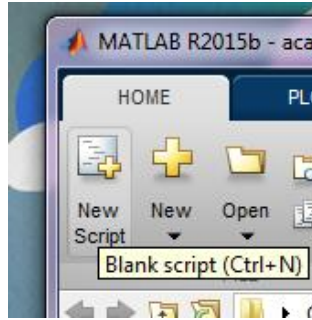 MATLAB R2015b - aca
HOME PL
New
Script
New
Open
Blank script (Ctrl+N)